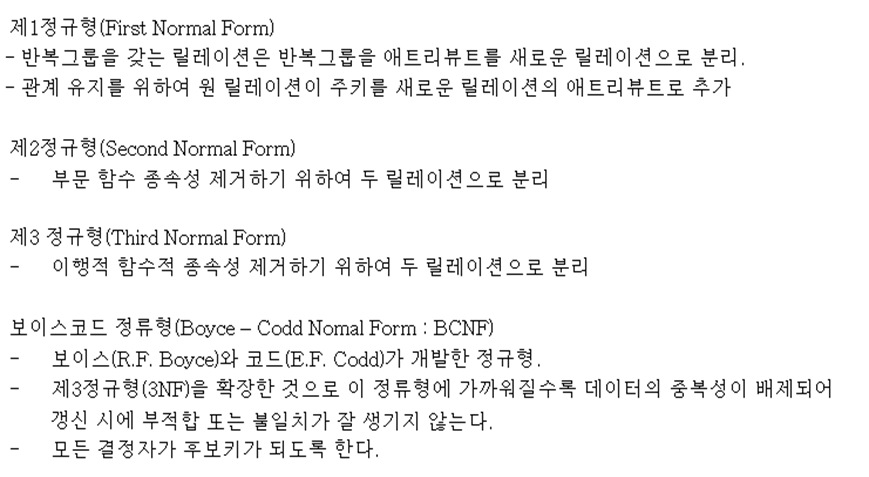 제1정규형(First Normal Form)
- 반복그룹을 갖는 릴레이션은 반복그룹을 애트리뷰트를 새로운 릴레이션으로 분리.
- 관계 유지를 위하여 원 릴레이션이 주키를 새로운 릴레이션의 애트리뷰트로 추가
제2정규형(Second Normal Form)
- 부문 함수 종속성 제거하기 위하여 두 릴레이션으로 분리
제3 정규형(Third Normal Form)
- 이행적 함수적 종속성 제거하기 위하여 두 릴레이션으로 분리
보이스코드 정류형(Boyce – Codd Nomal Form : BCNF)
- 보이스(R.F. Boyce)와 코드(E.F. Codd)가 개발한 정규형.
- 제3정규형(3NF)을 확장한 것으로 이 정류형에 가까워질수록 데이터의 중복성이 배제되어
갱신 시에 부적합 또는 불일치가 잘 생기지 않는다.
- 모든 결정자가 후보키가 되도록 한다.